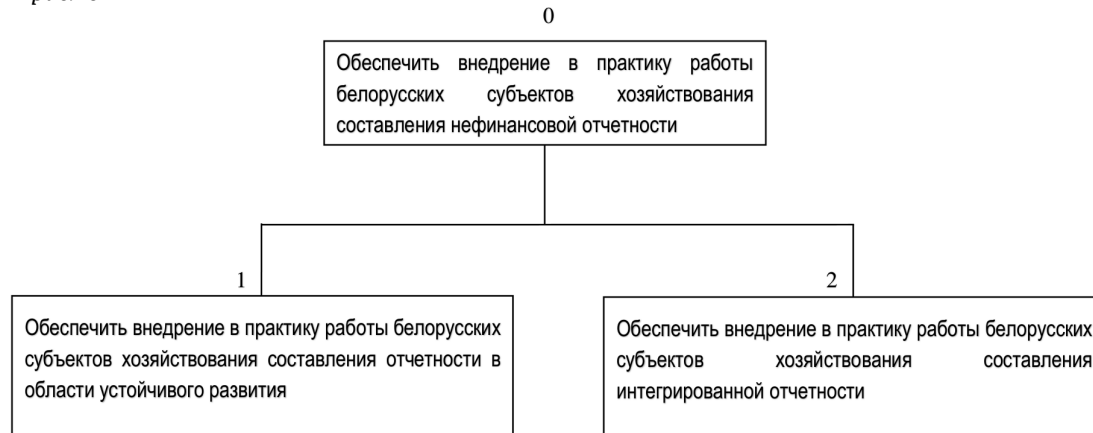 0
Обеспечить внедрение в практику работы
белорусских субъектов хозяйствования
составления нефинансовой отчетности
1
Обеспечить внедрение в практику работы белорусских
субъектов хозяйствования составления отчетности в
области устойчивого развития
2
Обеспечить внедрение в практику работы белорусских
субъектов хозяйствования составления
интегрированной отчетности